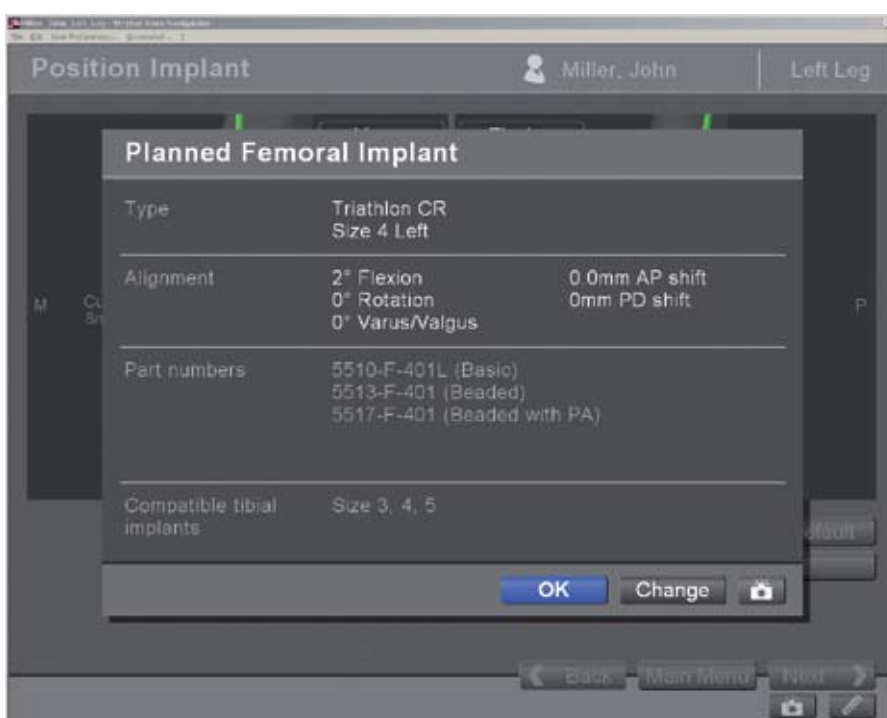 Position Implant
Miller, John
Left Leg
Planned Femoral Implant
Type
Triathlon CR
Size 4 Left
Alignment
2° Flexion
0.0mm AP shift
0° Rotation
0mm PD shift
0° Varus/Valgus
M
P
Part numbers
5510-F-401L (Basic)
5513-F-401 (Beaded)
5517-F-401 (Beaded with PA)
Compatible tibial
implants
Size 3, 4, 5
OK
Change
Back
Main Menu
Next